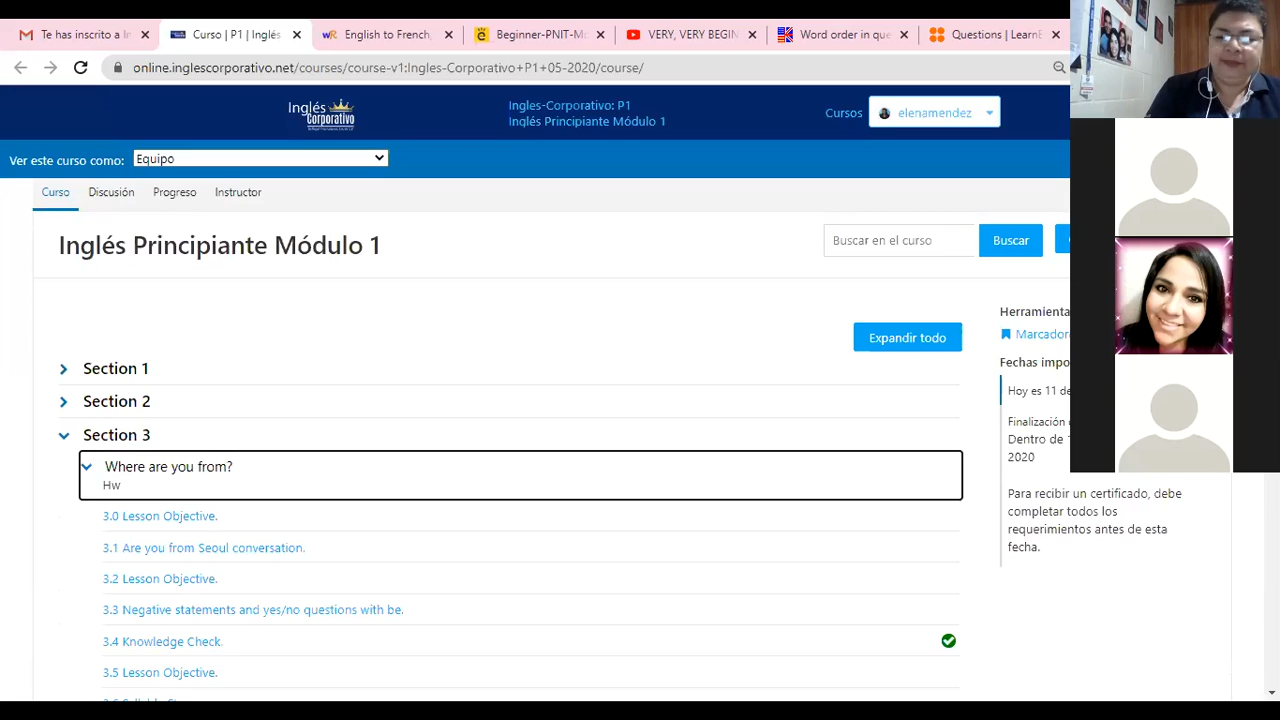 Te has inscrito a In
Curso | P1 | Inglés
English to French,
Beginner-PNIT-Mo
VERY, VERY BEGIN
Word order in que
Questions | LearnE
online.inglescorporativo.net/courses/course-v1:Ingles-Corporativo+P1+05-2020/course/
Inglés
Corporativo
Ingles-Corporativo: P1
Inglés Principiante Módulo 1
Cursos
elenamendez
Ver este curso como:
Equipo
Curso
Discusión
Progreso
Instructor
Inglés Principiante Módulo 1
Buscar en el curso
Buscar
Expandir todo
Herramienta
Marcado
Fechas impo
Hoy es 11 de
Finalización
Dentro de
2020
Para recibir un certificado, debe
completar todos los
requerimientos antes de esta
fecha.
Section 1
Section 2
Section 3
Where are you from?
Hw
3.0 Lesson Objective.
3.1 Are you from Seoul conversation.
3.2 Lesson Objective.
3.3 Negative statements and yes/no questions with be.
3.4 Knowledge Check.
3.5 Lesson Objective.